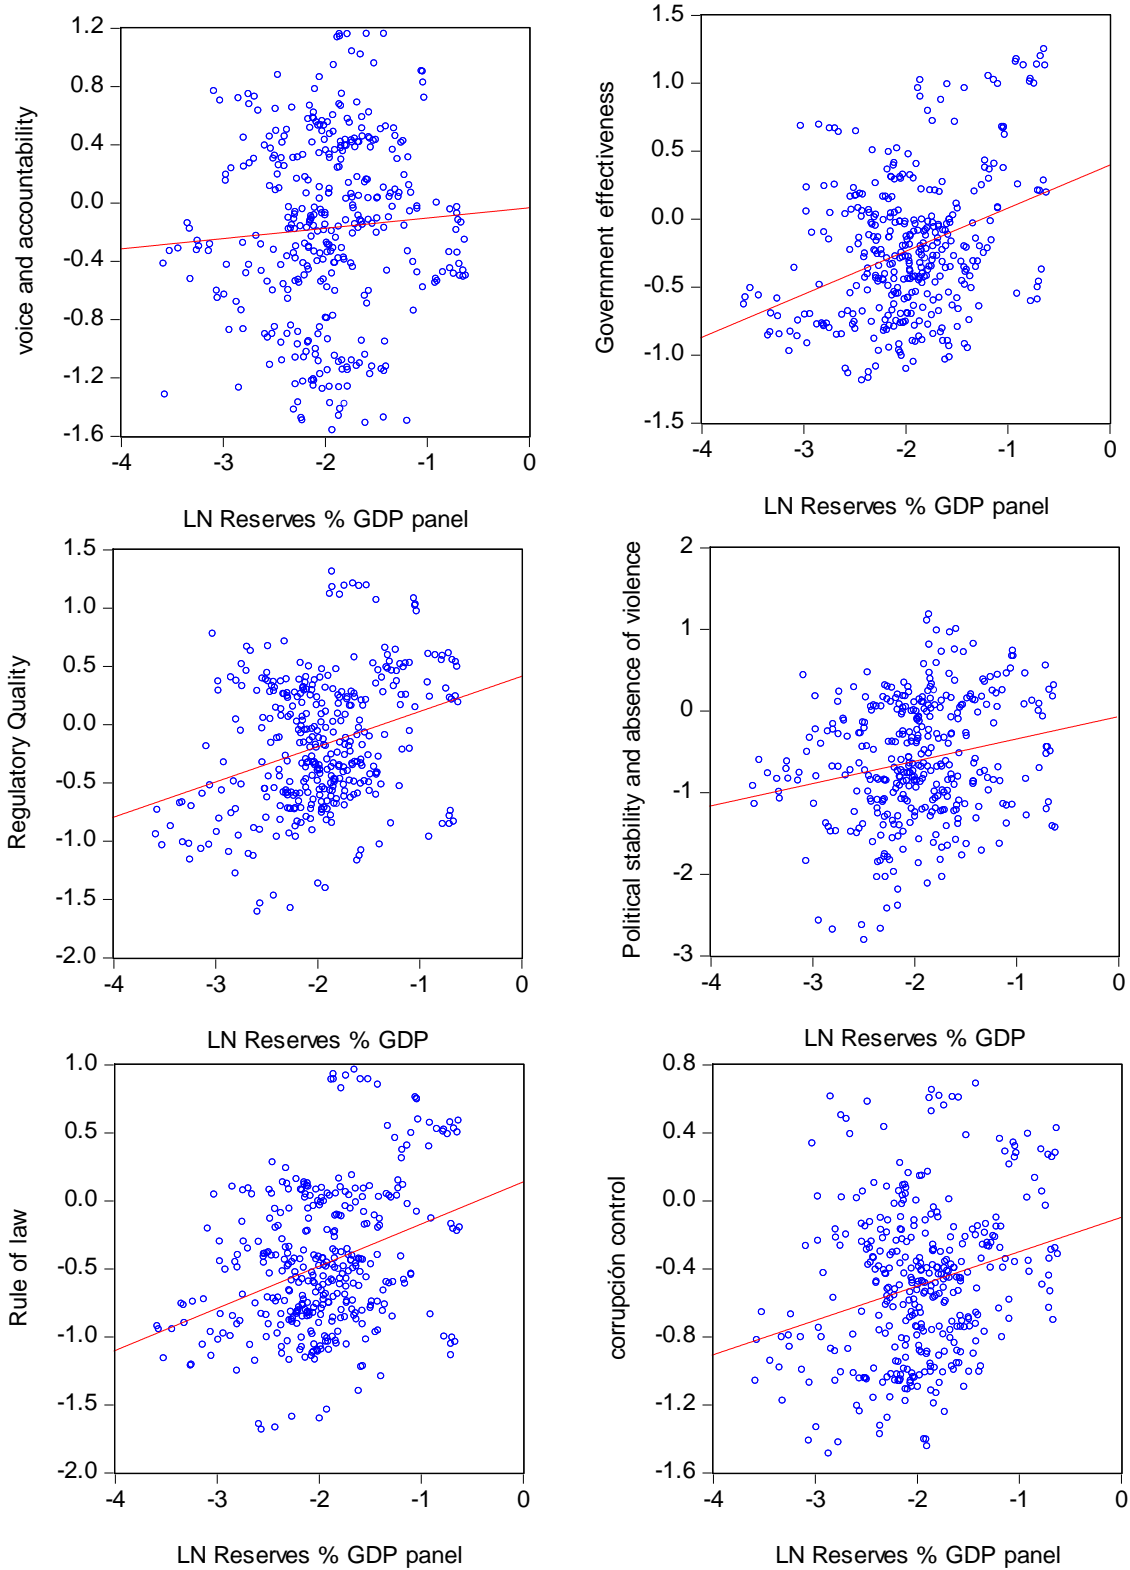 voice and accountability
1.2
0.8
0.4
0.0
-0.4
-0.8
-1.2
-1.6
-4 -3 -2 -1 0
LN Reserves % GDP panel
Government effectiveness
1.5
1.0
0.5
0.0
-0.5
-1.0
-1.5
-4 -3 -2 -1 0
LN Reserves % GDP panel
Regulatory Quality
1.5
1.0
0.5
0.0
-0.5
-1.0
-1.5
-2.0
-4 -3 -2 -1 0
LN Reserves % GDP
Political stability and absence of violence
2
1
0
-1
-2
-3
-4 -3 -2 -1 0
LN Reserves % GDP
Rule of law
1.0
0.5
0.0
-0.5
-1.0
-1.5
-2.0
-4 -3 -2 -1 0
LN Reserves % GDP panel
corrupción control
0.8
0.4
0.0
-0.4
-0.8
-1.2
-1.6
-4 -3 -2 -1 0
LN Reserves % GDP panel